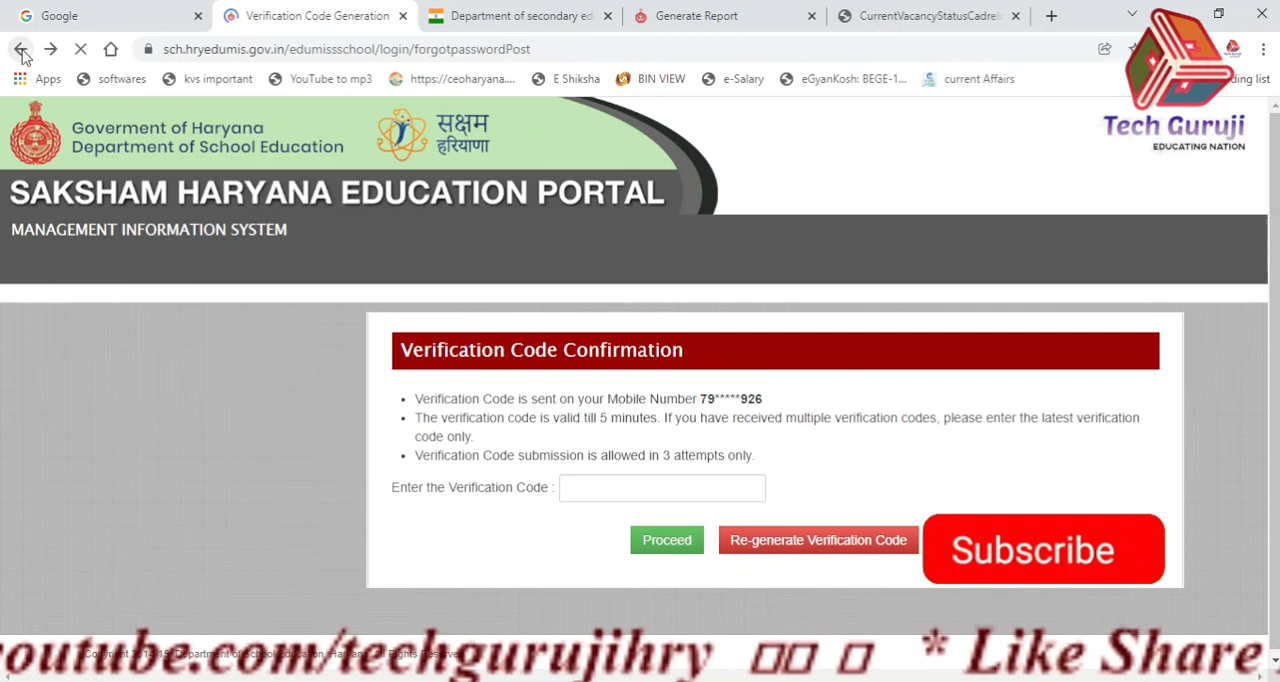 Google
Verification Code Generation
Department of secondary ed
Generate Report
CurrentVacancyStatusCadre
sch.hryedumis.gov.in/edumissschool/login/forgotpasswordPost
Apps
softwares
kvs important
YouTube to mp3
https://ceoharyana....
E Shiksha
BIN VIEW
e-Salary
eGyanKosh: BEGE-1...
current Affairs
ding list
Goverment of Haryana
Department of School Education
सक्षम
हरियाणा
Tech Guruji
EDUCATING NATION
SAKSHAM HARYANA EDUCATION PORTAL
MANAGEMENT INFORMATION SYSTEM
Verification Code Confirmation
• Verification Code is sent on your Mobile Number 79*****926
• The verification code is valid till 5 minutes. If you have received multiple verification codes, please enter the latest verification
code only.
• Verification Code submission is allowed in 3 attempts only.
Enter the Verification Code :
Proceed
Re-generate Verification Code
Subscribe
youtube.com/techgurujihry * Like Share